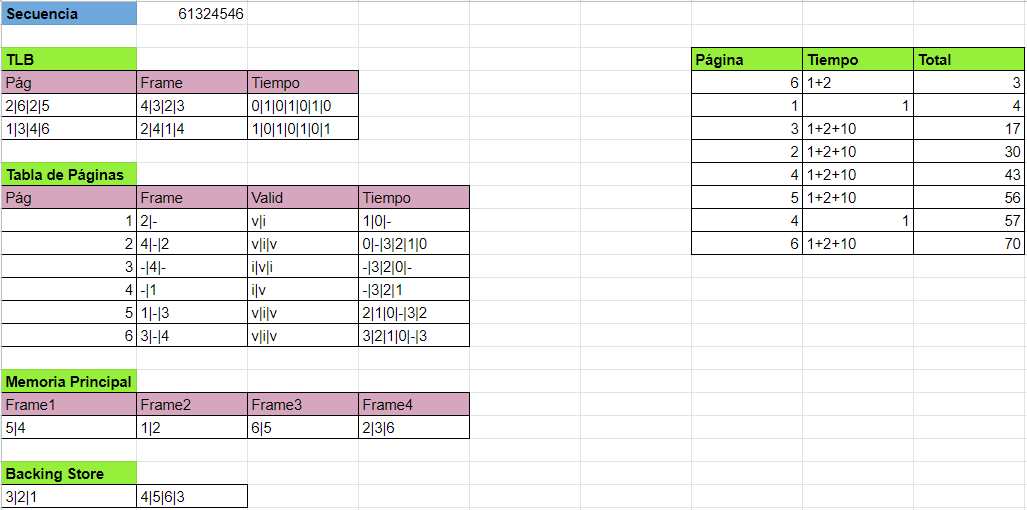 Secuencia 61324546
TLB
Pág Frame Tiempo
2|6|2|5 4|3|2|3 0|1|0|1|0|1|0
1|3|4|6 2|4|1|4 1|0|1|0|1|0|1
Tabla de Páginas
Pág Frame Valid Tiempo
1 2|- v|i 1|0|-
2 4|-|2 v|i|v 0|-|3|2|1|0
3 -|4|- i|v|i -|3|2|0|-
4 -|1 i|v -|3|2|1
5 1|-|3 v|i|v 2|1|0|-|3|2
6 3|-|4 v|i|v 3|2|1|0|-|3
Memoria Principal
Frame1 Frame2 Frame3 Frame4
5|4 1|2 6|5 2|3|6
Backing Store
3|2|1 4|5|6|3
Página Tiempo Total
6 1+2 3
1 1 4
3 1+2+10 17
2 1+2+10 30
4 1+2+10 43
5 1+2+10 56
4 1 57
6 1+2+10 70